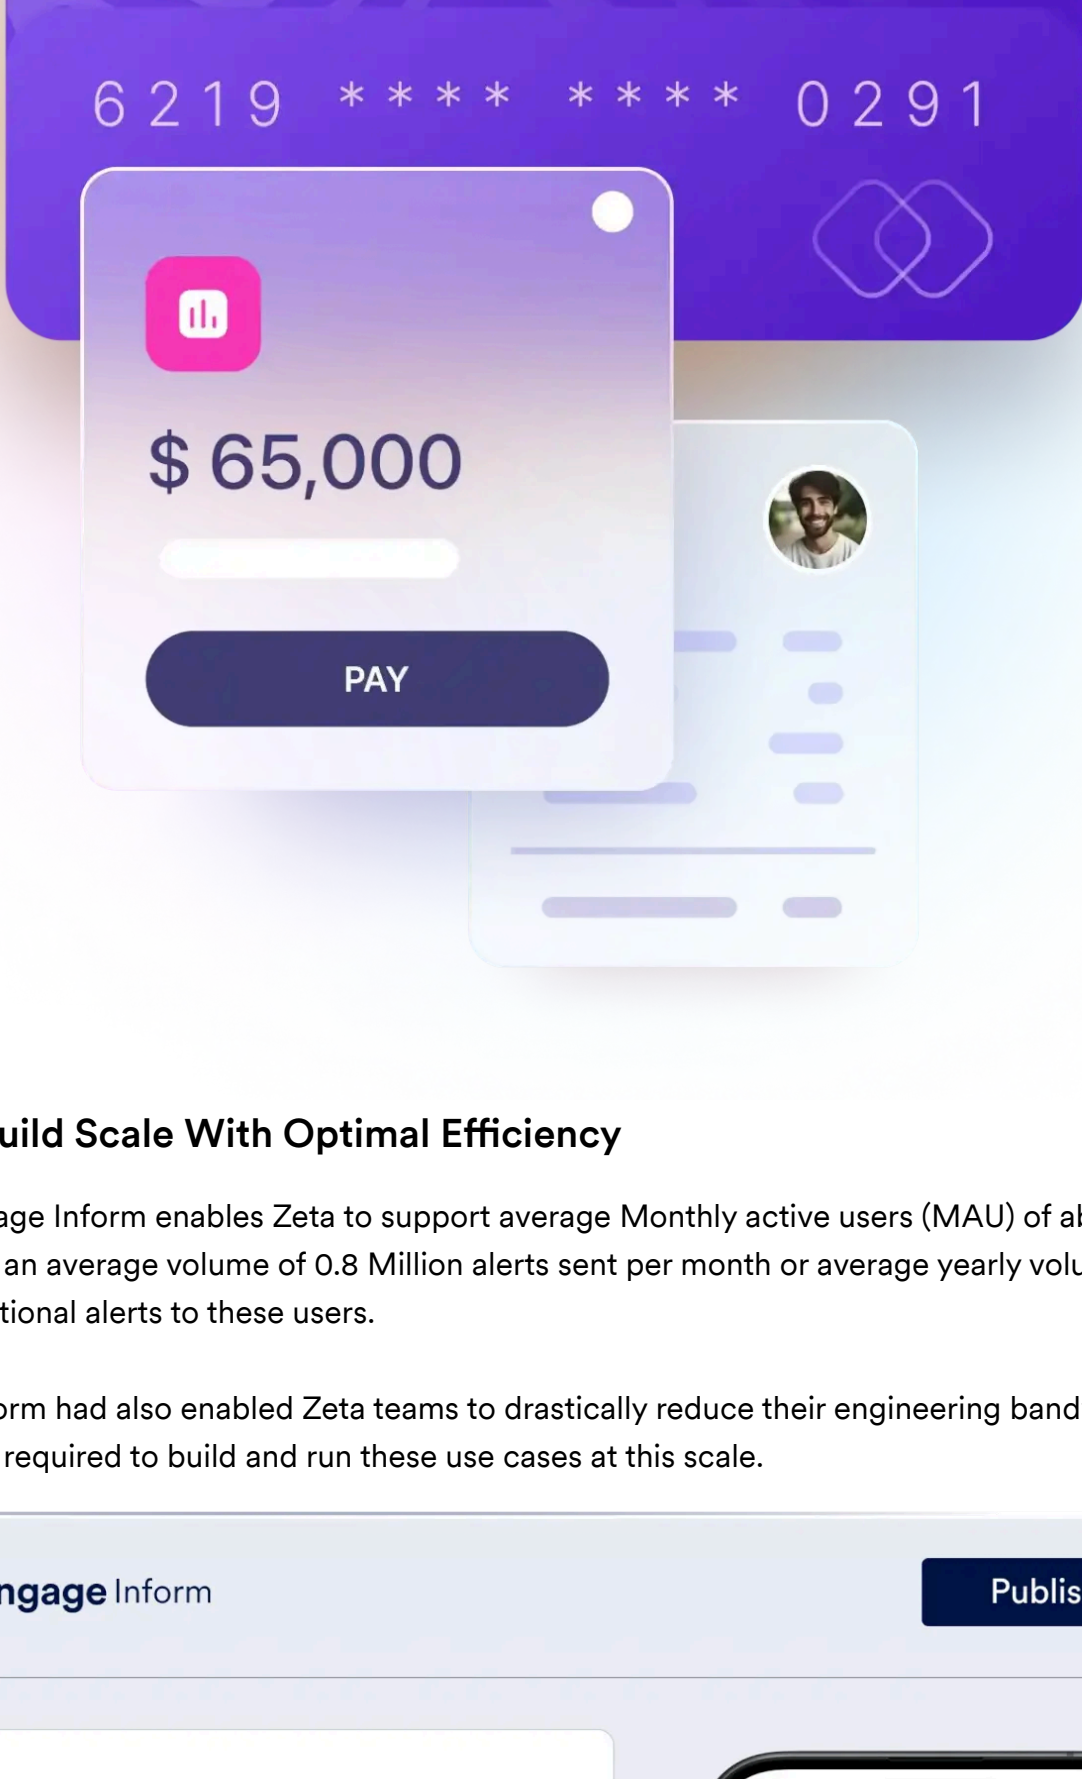 6219 **** **** 0291
$ 65,000
PAY
uild Scale With Optimal Efficiency
age Inform enables Zeta to support average Monthly active users (MAU) of
an average volume of 0.8 Million alerts sent per month or average yearly
tional alerts to these users.
orm had also enabled Zeta teams to drastically reduce their engineering
required to build and run these use cases at this scale.
ngage Inform
Publis